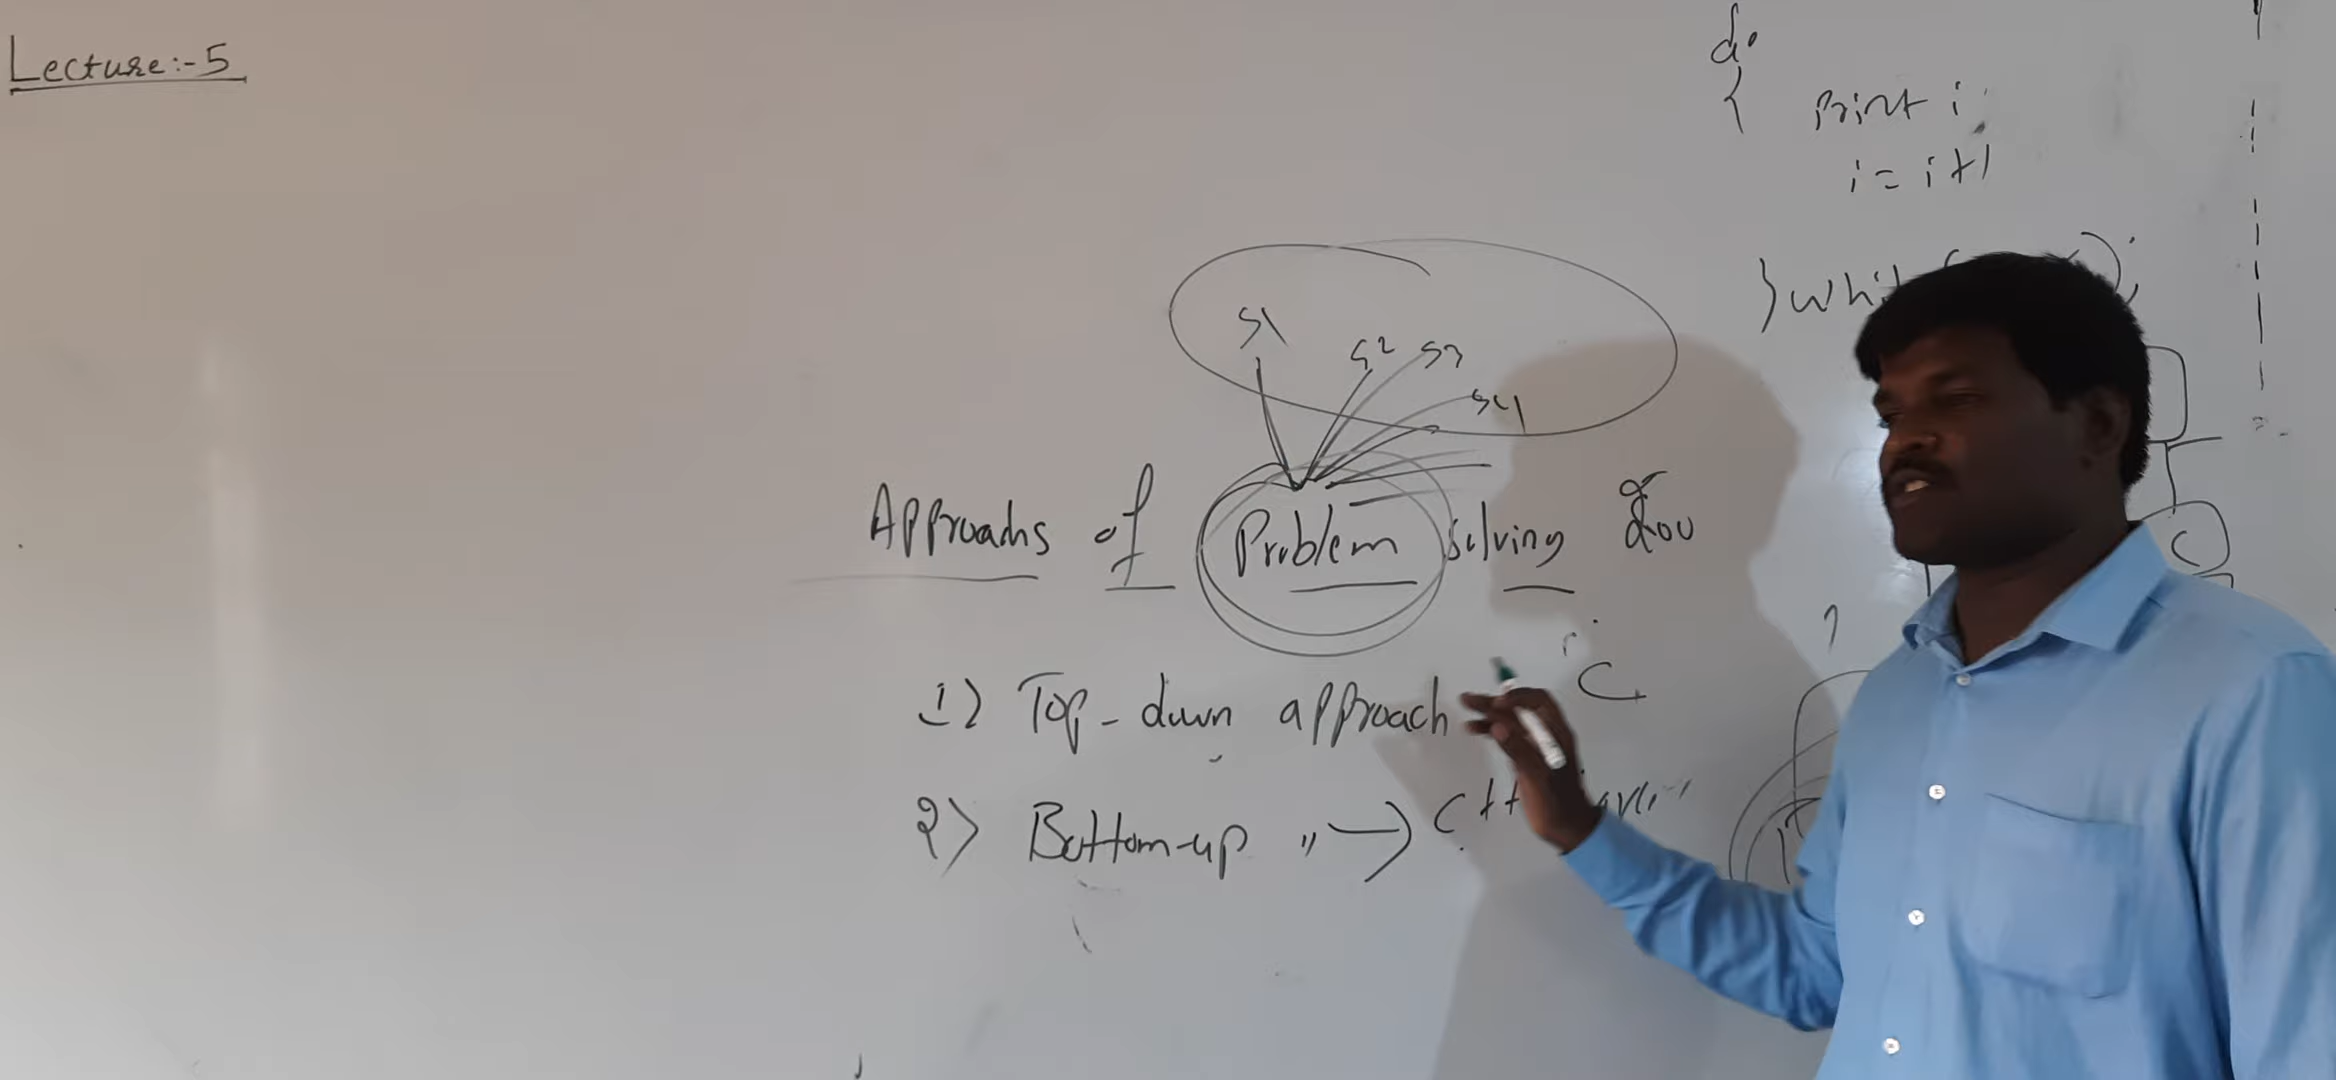 Lecture:- 5
do
{
print i;
i = i+1
}
S1
S2 S3
S4
Approachs of Problem solving
1) Top-down approach
C
2) Bottom-up " → C++
C